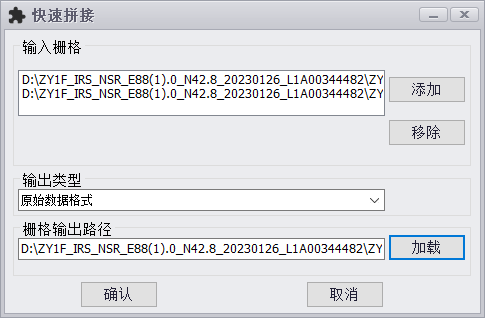 快速拼接
输入栅格
D:\ZY1F_IRS_NSR_E88(1).0_N42.8_20230126_L1A00344482\ZY
D:\ZY1F_IRS_NSR_E88(1).0_N42.8_20230126_L1A00344482\ZY
添加
移除
输出类型
原始数据格式
栅格输出路径
D:\ZY1F_IRS_NSR_E88(1).0_N42.8_20230126_L1A00344482\ZY
加载
确认
取消